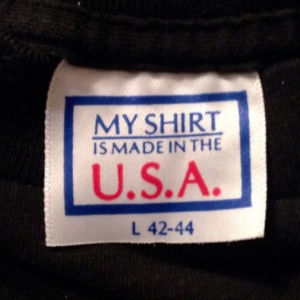 MY SHIRT
IS MADE IN THE
U.S.A.
L 42-44